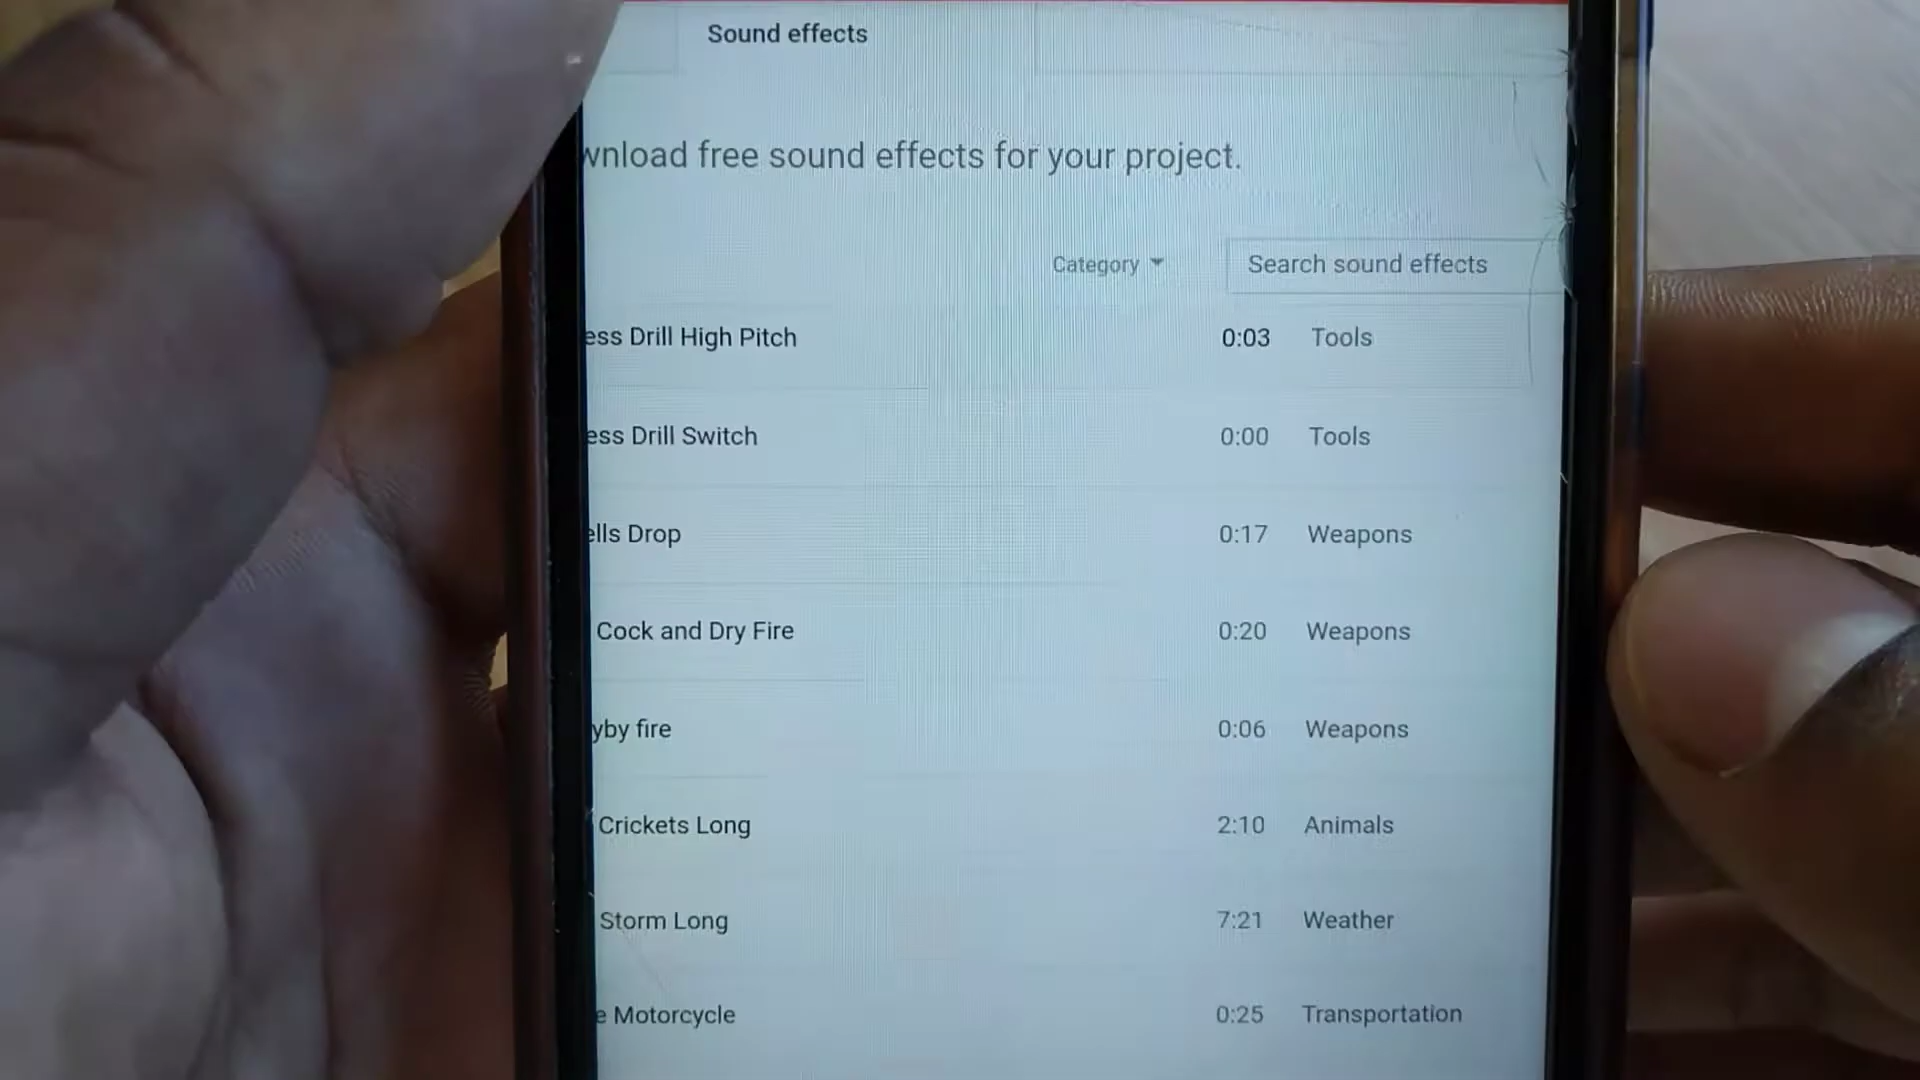 Sound effects
wnload free sound effects for your project.
Category Search sound effects
ess Drill High Pitch 0:03 Tools
ess Drill Switch 0:00 Tools
ells Drop 0:17 Weapons
Cock and Dry Fire 0:20 Weapons
yby fire 0:06 Weapons
Crickets Long 2:10 Animals
Storm Long 7:21 Weather
e Motorcycle 0:25 Transportation